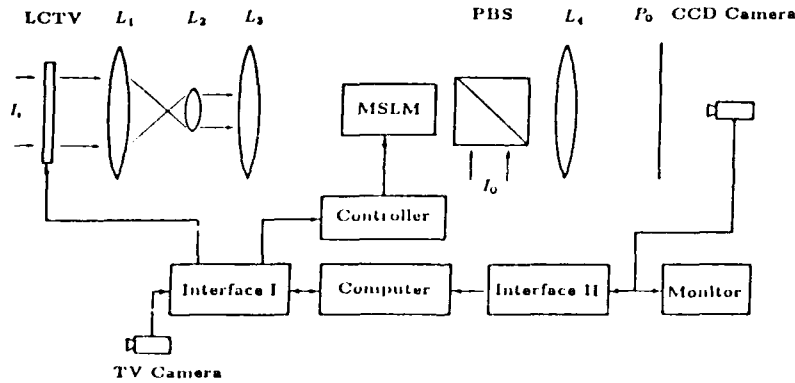 LCTV L₁ L₂ L₃ PBS L₄ P₀ CCD Camera
MSLM
I₀
Controller
Interface I Computer Interface II Monitor
TV Camera